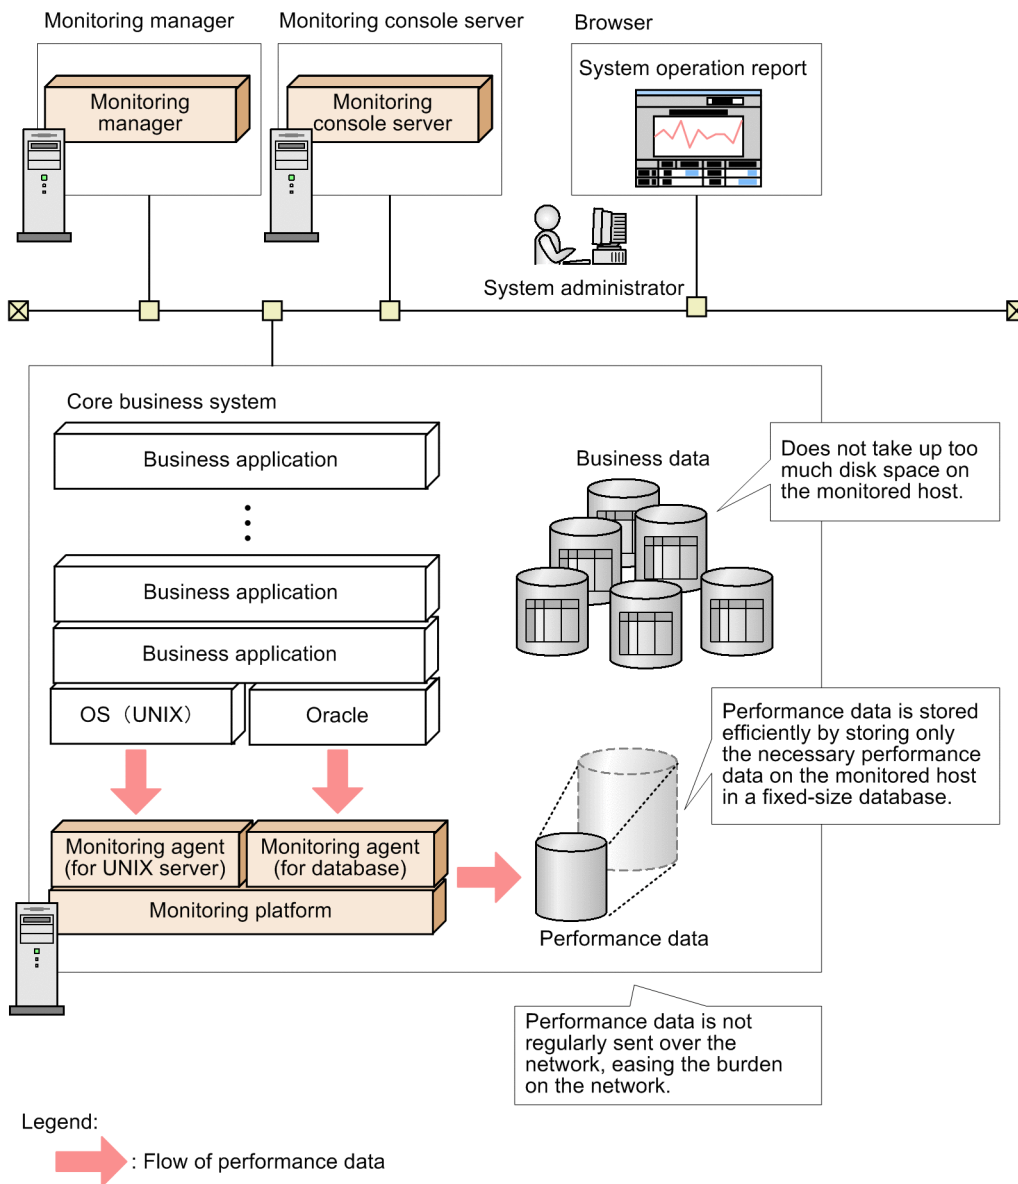 Monitoring manager
Monitoring console server
Browser
System operation report
Monitoring
manager
Monitoring
console server
System administrator
Core business system
Business application
Business data
Does not take up too
much disk space on
the monitored host.
Business application
Business application
OS（UNIX）
Oracle
Performance data is stored
efficiently by storing only
the necessary performance
data on the monitored host
in a fixed-size database.
Monitoring agent
(for UNIX server)
Monitoring agent
(for database)
Monitoring platform
Performance data
Performance data is not
regularly sent over the
network, easing the burden
on the network.
Legend:
: Flow of performance data